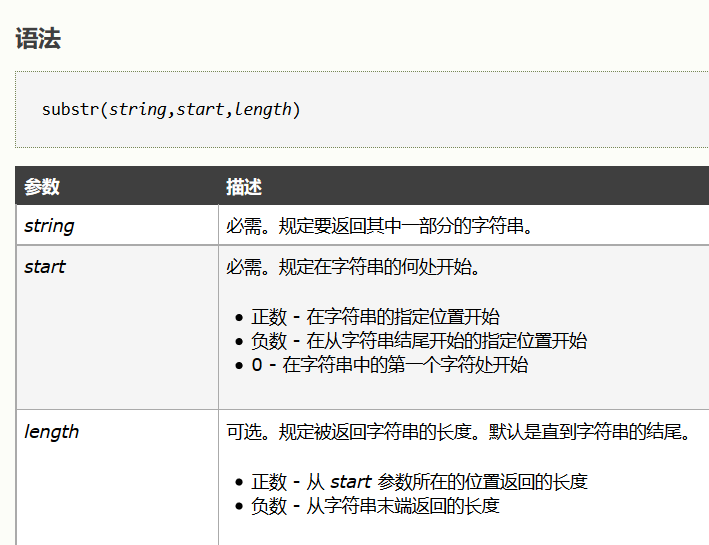 语法
substr(string,start,length)
参数 描述
string 必需。规定要返回其中一部分的字符串。
start 必需。规定在字符串的何处开始。
• 正数 - 在字符串的指定位置开始
• 负数 - 在从字符串结尾开始的指定位置开始
• 0 - 在字符串中的第一个字符处开始
length 可选。规定被返回字符串的长度。默认是直到字符串的结尾。
• 正数 - 从 start 参数所在的位置返回的长度
• 负数 - 从字符串末端返回的长度